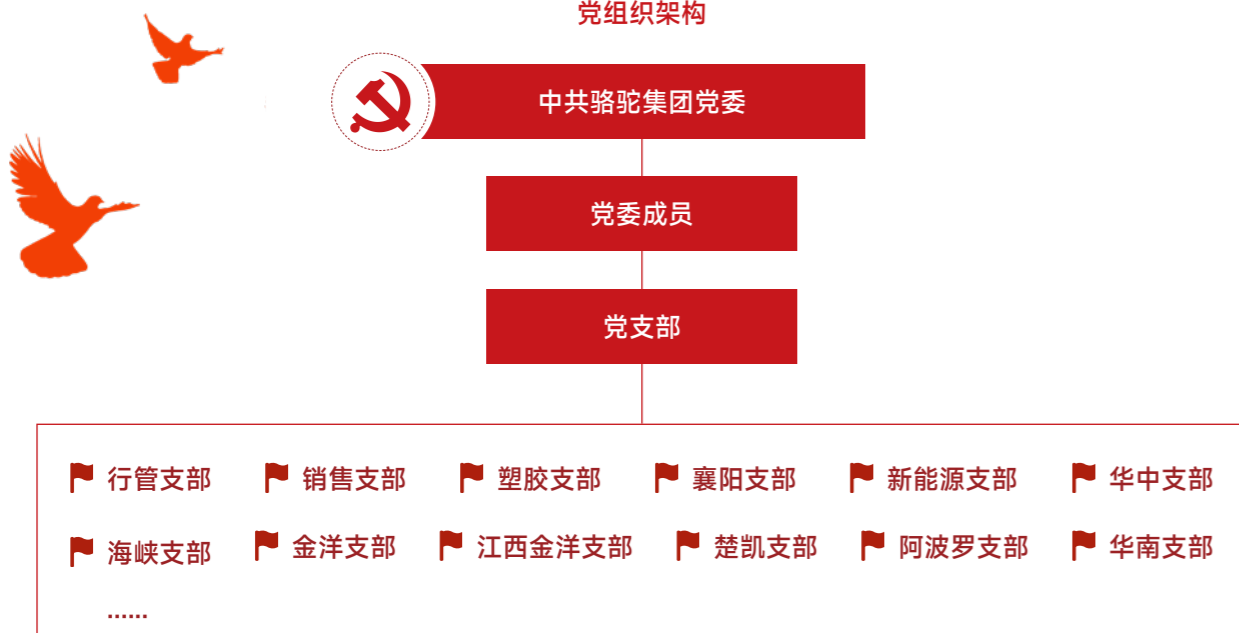 党组织架构
中共骆驼集团党委
党委成员
党支部
行管支部 销售支部 塑胶支部 襄阳支部 新能源支部 华中支部
海峡支部 金洋支部 江西金洋支部 楚凯支部 阿波罗支部 华南支部
......